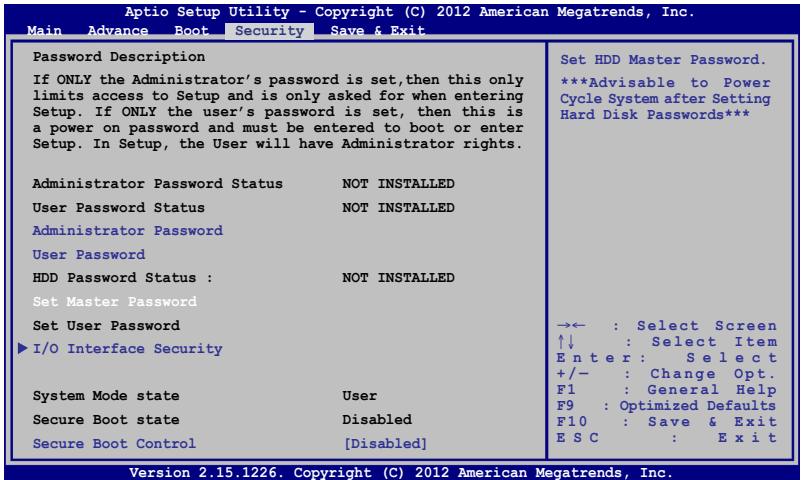 Aptio Setup Utility - Copyright (C) 2012 American Megatrends, Inc.
Main Advance Boot Security Save & Exit
Password Description
If ONLY the Administrator's password is set,then this only
limits access to Setup and is only asked for when entering
Setup. If ONLY the user's password is set, then this is
a power on password and must be entered to boot or enter
Setup. In Setup, the User will have Administrator rights.
Administrator Password Status NOT INSTALLED
User Password Status NOT INSTALLED
Administrator Password
User Password
HDD Password Status : NOT INSTALLED
Set Master Password
Set User Password
I/O Interface Security
System Mode state User
Secure Boot state Disabled
Secure Boot Control [Disabled]
Set HDD Master Password.
***Advisable to Power
Cycle System after Setting
Hard Disk Passwords***
→← : Select Screen
↑↓ : Select Item
Enter: Select
+/— : Change Opt.
F1 : General Help
F9 : Optimized Defaults
F10 : Save & Exit
ESC : Exit
Version 2.15.1226. Copyright (C) 2012 American Megatrends, Inc.